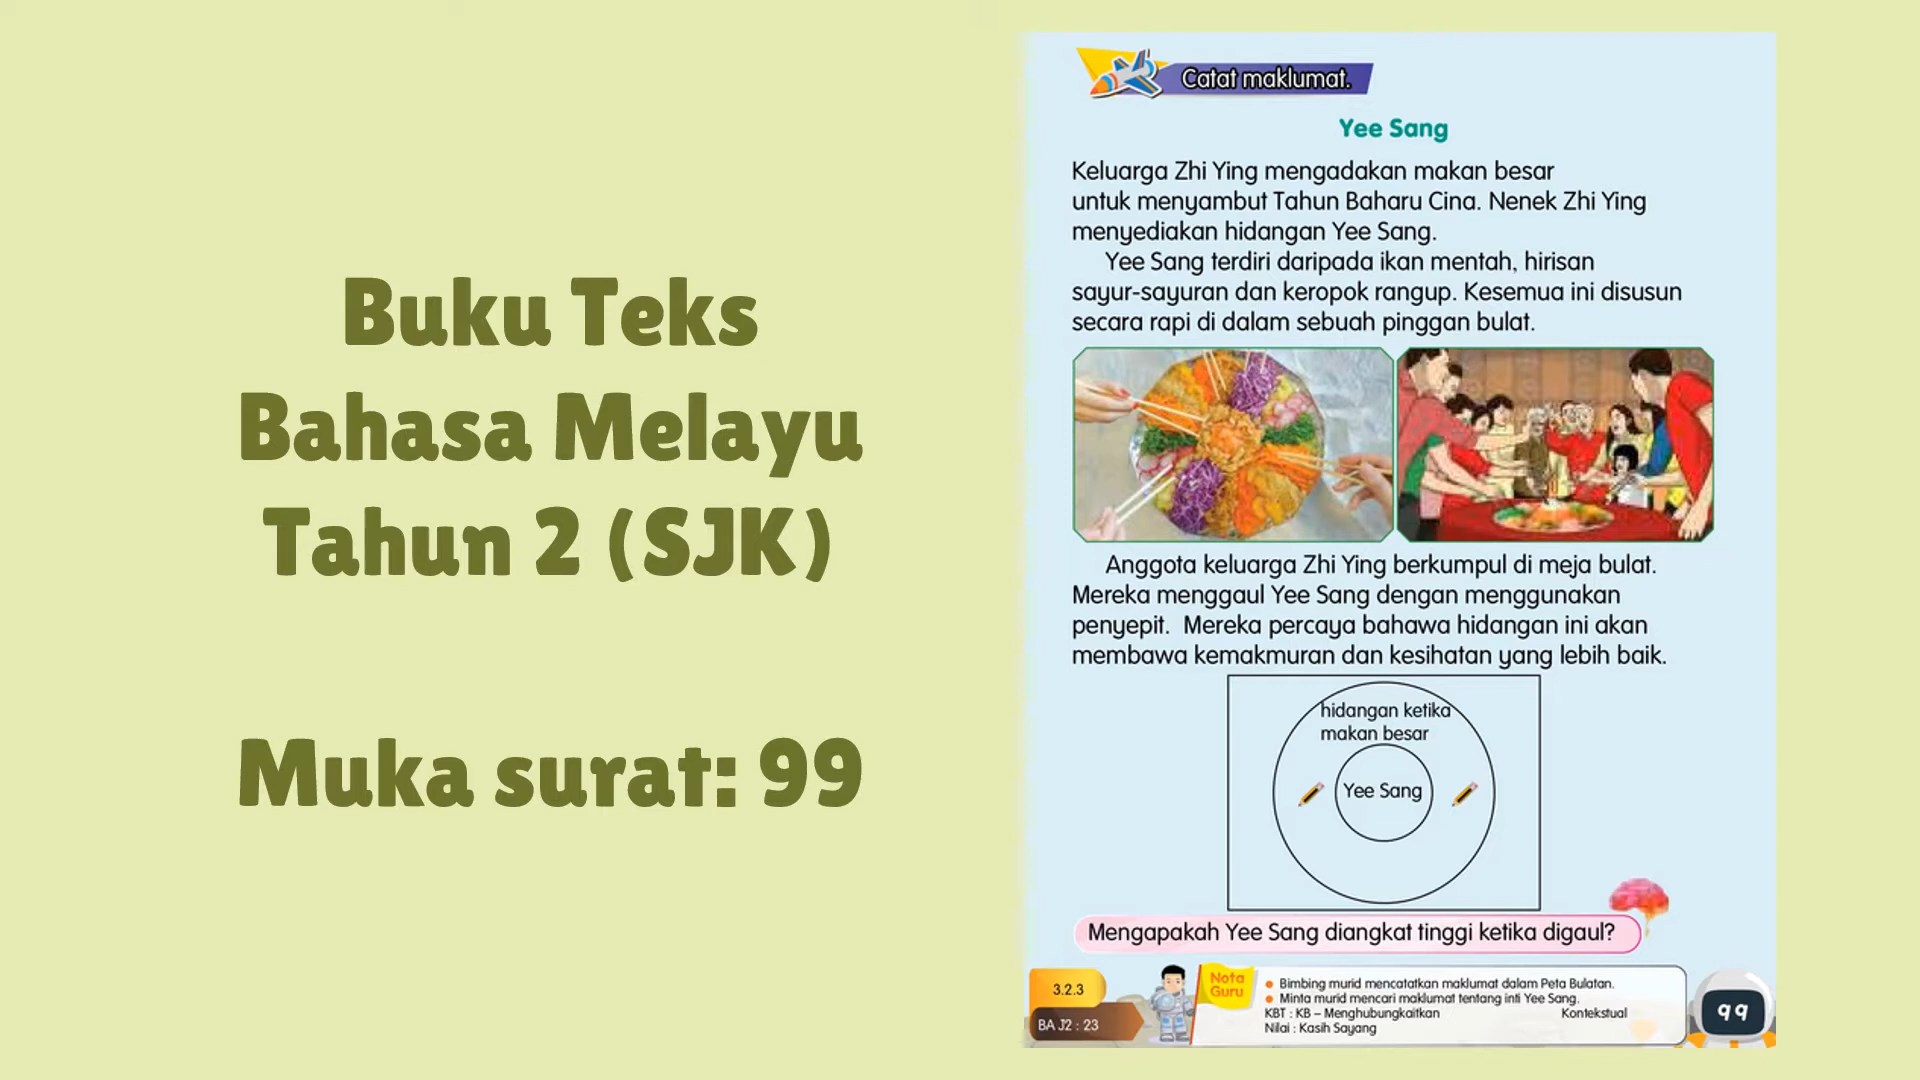 Buku Teks
Bahasa Melayu
Tahun 2 (SJK)
Muka surat: 99
Catat maklumat.
Yee Sang
Keluarga Zhi Ying mengadakan makan besar
untuk menyambut Tahun Baharu Cina. Nenek Zhi Ying
menyediakan hidangan Yee Sang.
Yee Sang terdiri daripada ikan mentah, hirisan
sayur-sayuran dan keropok rangup. Kesemua ini disusun
secara rapi di dalam sebuah pinggan bulat.
Anggota keluarga Zhi Ying berkumpul di meja bulat.
Mereka menggaul Yee Sang dengan menggunakan
penyepit. Mereka percaya bahawa hidangan ini akan
membawa kemakmuran dan kesihatan yang lebih baik.
hidangan ketika
makan besar
Yee Sang
Mengapakah Yee Sang diangkat tinggi ketika digaul?
3.2.3
BA J2 : 23
Nota
Guru
• Bimbing murid mencatatkan maklumat dalam Peta Bulatan.
• Minta murid mencari maklumat tentang inti Yee Sang.
KBT : KB – Menghubungkaitkan Kontekstual
Nilai : Kasih Sayang
99